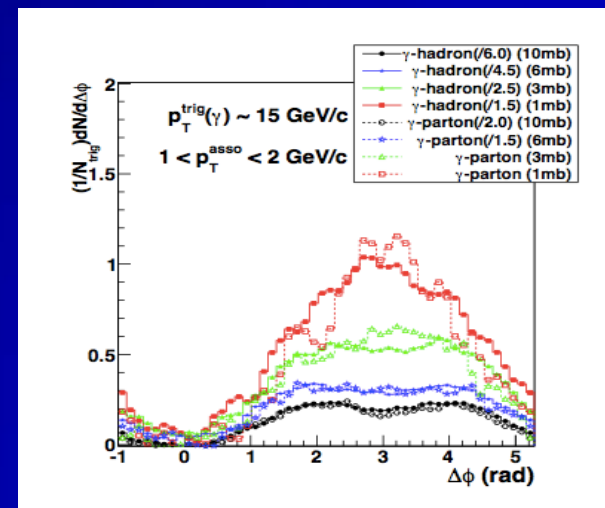 γ-hadron(/6.0) (10mb)
γ-hadron(/4.5) (6mb)
γ-hadron(/2.5) (3mb)
γ-hadron(/1.5) (1mb)
γ-parton(/2.0) (10mb)
γ-parton(/1.5) (6mb)
γ-parton (3mb)
γ-parton (1mb)
p_T^trig(γ) ~ 15 GeV/c
1 < p_T^asso < 2 GeV/c
(1/N_trig)dN/dΔϕ
2
1.5
1
0.5
0
-1 0 1 2 3 4 5
Δϕ (rad)